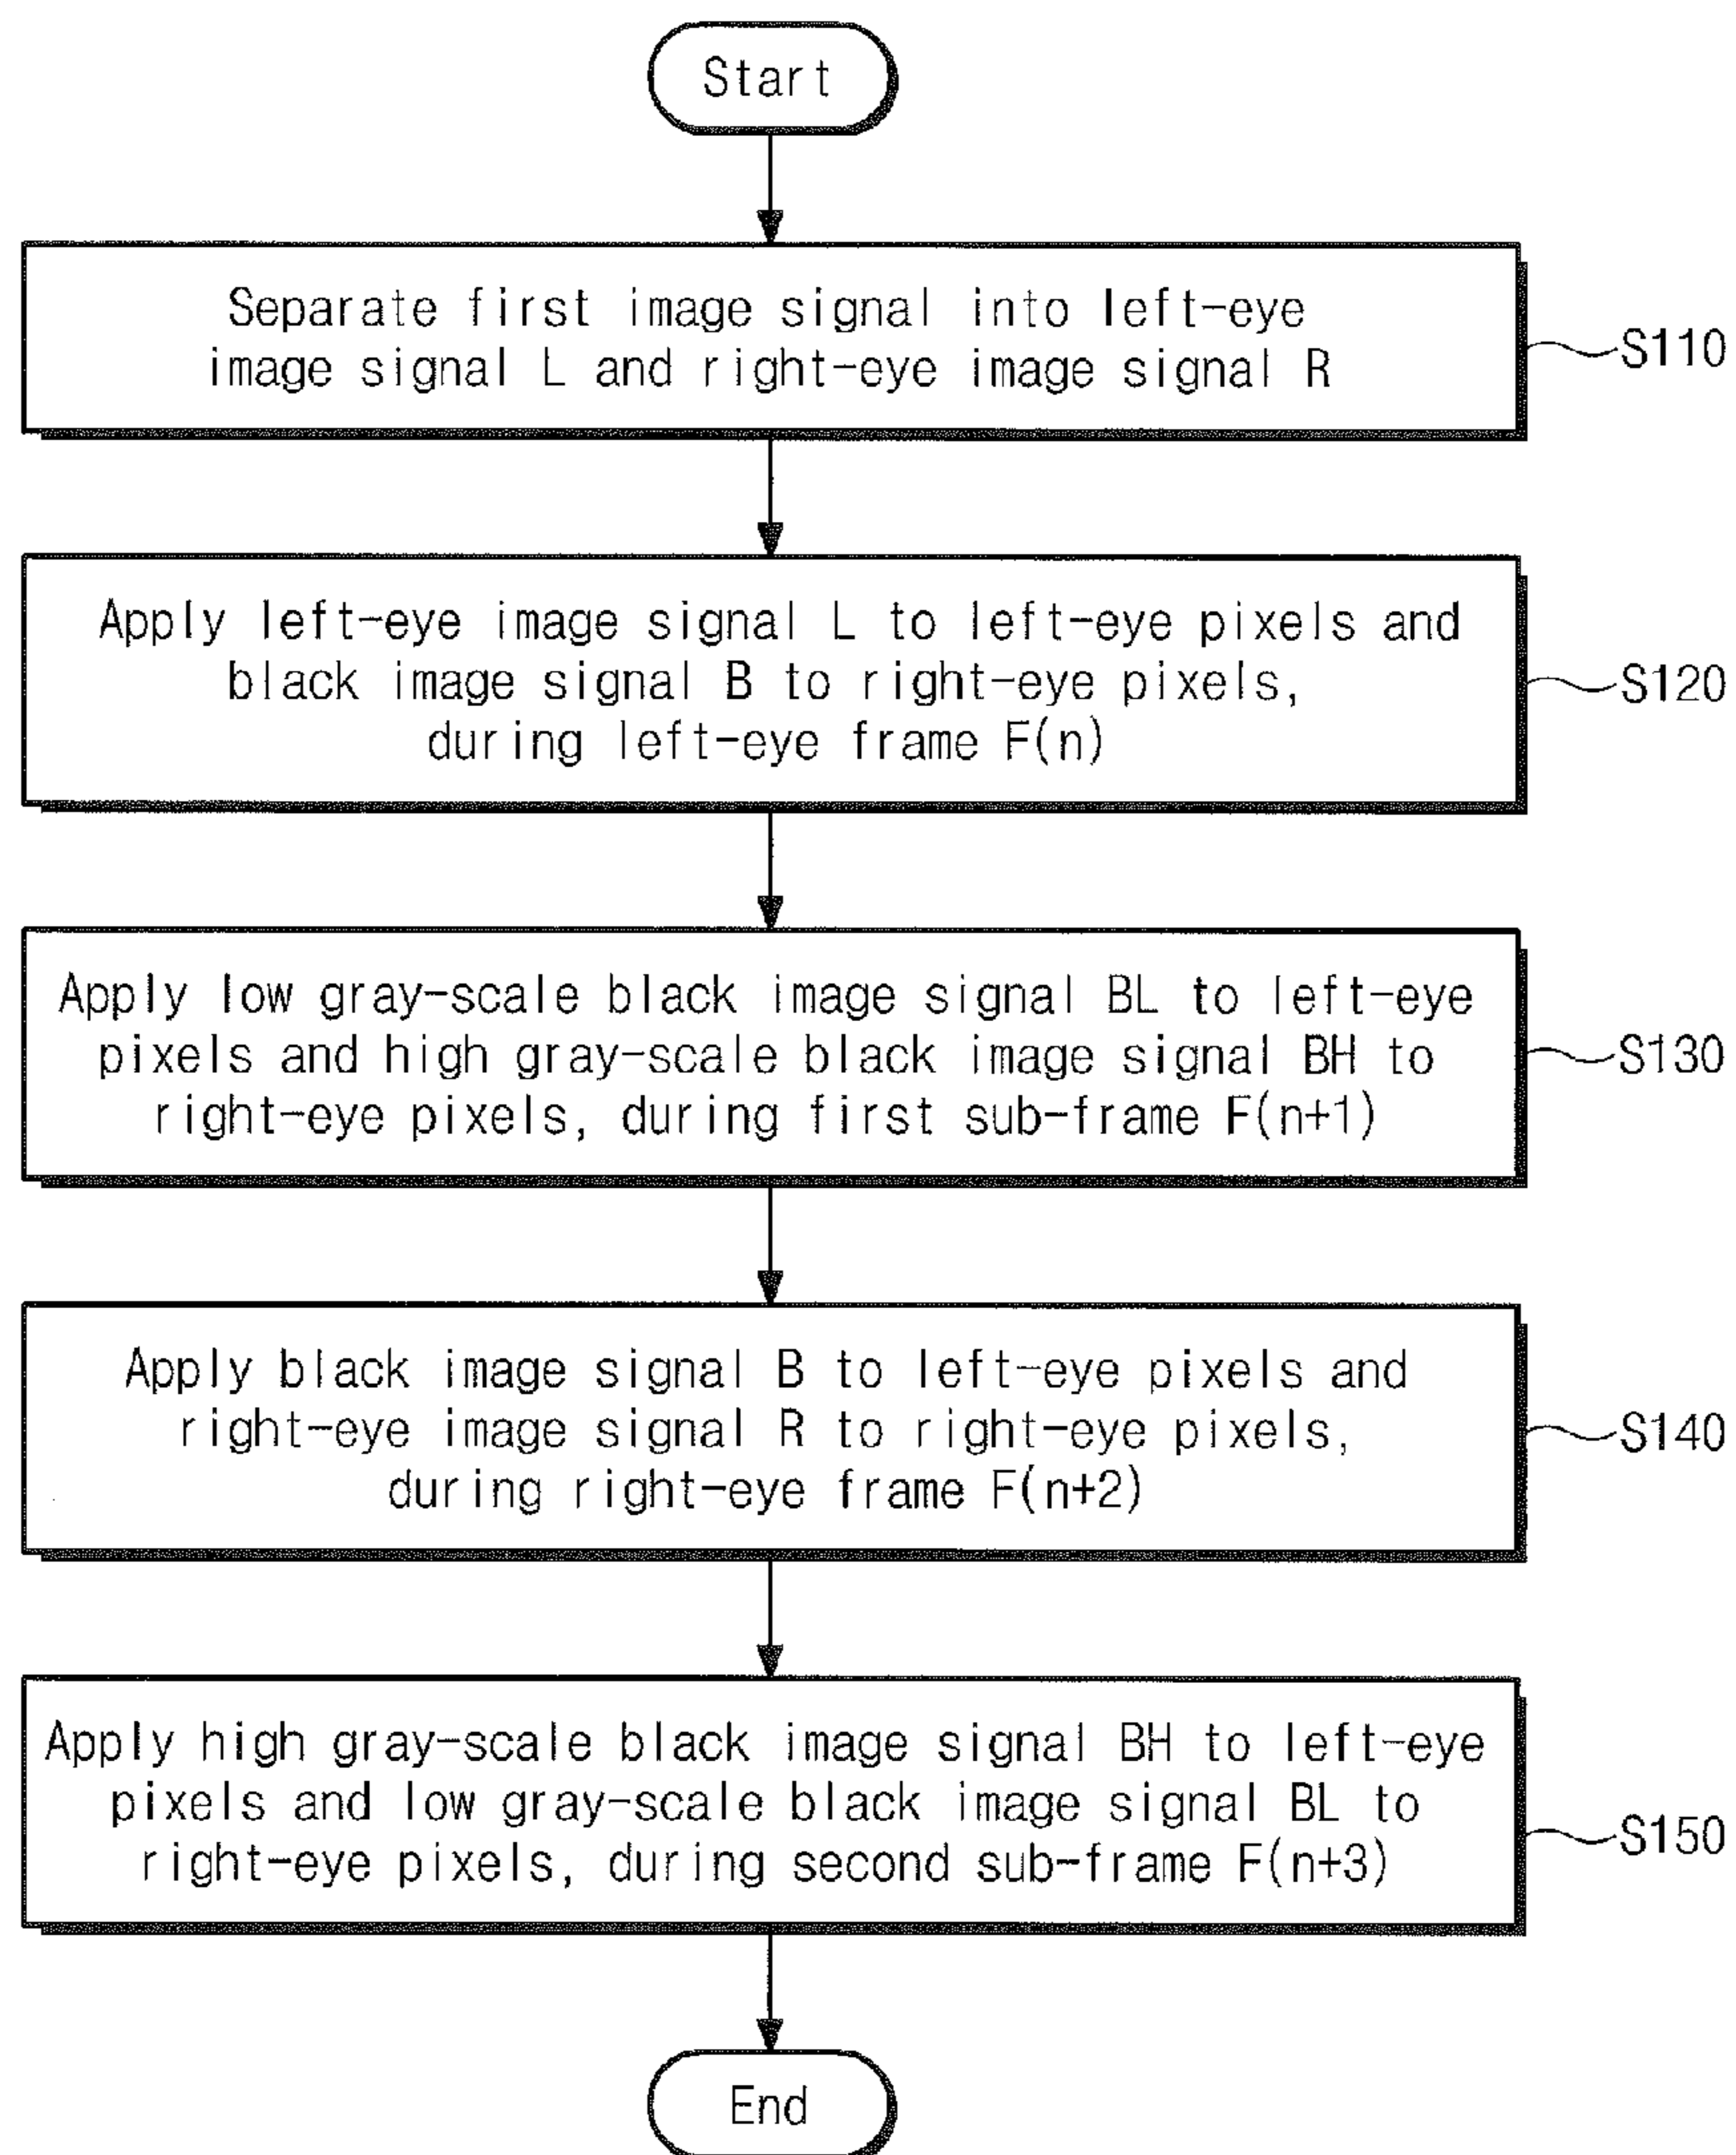 Start
Separate first image signal into left-eye
image signal L and right-eye image signal R
S110
Apply left-eye image signal L to left-eye pixels and
black image signal B to right-eye pixels,
during left-eye frame F(n)
S120
Apply low gray-scale black image signal BL to left-eye
pixels and high gray-scale black image signal BH to
right-eye pixels, during first sub-frame F(n+1)
S130
Apply black image signal B to left-eye pixels and
right-eye image signal R to right-eye pixels,
during right-eye frame F(n+2)
S140
Apply high gray-scale black image signal BH to left-eye
pixels and low gray-scale black image signal BL to
right-eye pixels, during second sub-frame F(n+3)
S150
End